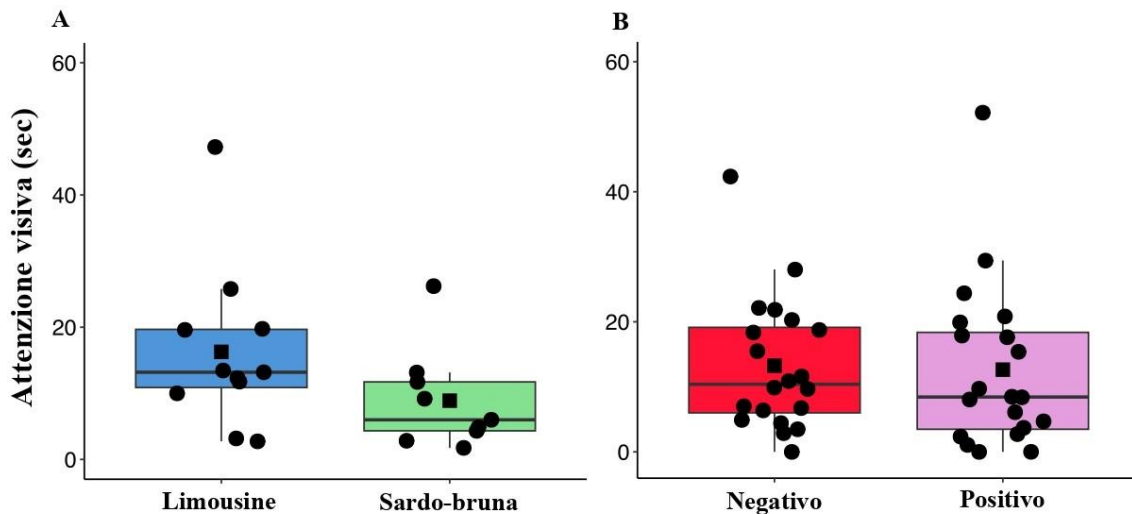 A
Attenzione visiva (sec)
60
40
20
0
Limousine Sardo-bruna
B
60
40
20
0
Negativo Positivo